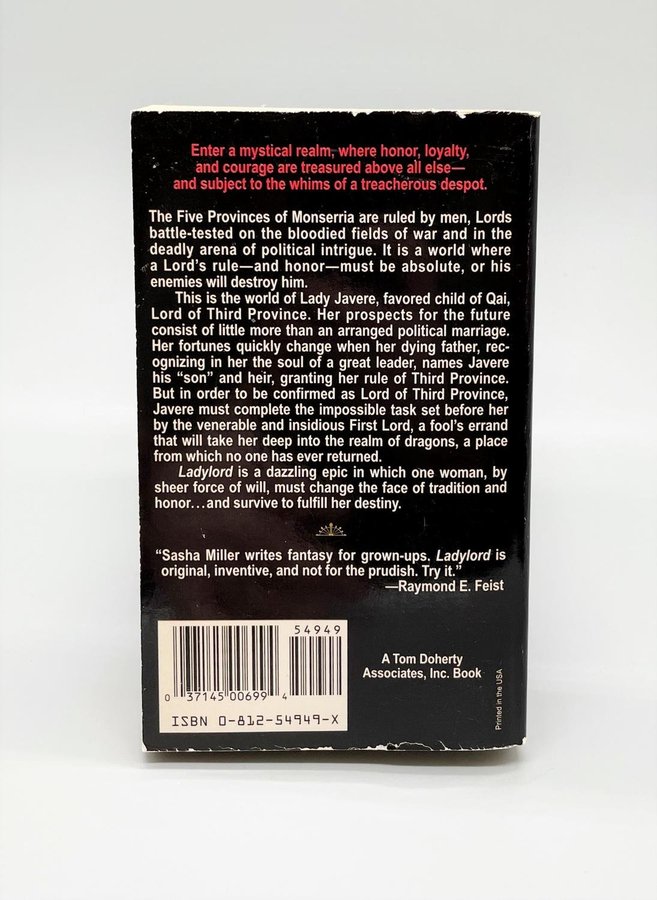 Enter a mystical realm, where honor, loyalty,
and courage are treasured above all else—
and subject to the whims of a treacherous despot.
The Five Provinces of Monserria are ruled by men, Lords
battle-tested on the bloodied fields of war and in the
deadly arena of political intrigue. It is a world where
a Lord's rule—and honor—must be absolute, or his
enemies will destroy him.
This is the world of Lady Javere, favored child of Qai,
Lord of Third Province. Her prospects for the future
consist of little more than an arranged political marriage.
Her fortunes quickly change when her dying father, rec-
ognizing in her the soul of a great leader, names Javere
his “son” and heir, granting her rule of Third Province.
But in order to be confirmed as Lord of Third Province,
Javere must complete the impossible task set before her
by the venerable and insidious First Lord, a fool's errand
that will take her deep into the realm of dragons, a place
from which no one has ever returned.
Ladylord is a dazzling epic in which one woman, by
sheer force of will, must change the face of tradition and
honor...and survive to fulfill her destiny.
“Sasha Miller writes fantasy for grown-ups. Ladylord is
original, inventive, and not for the prudish. Try it.”
—Raymond E. Feist
54949
0 37145 00699 4
ISBN 0-812-54949-X
A Tom Doherty
Associates, Inc. Book
Printed in the USA